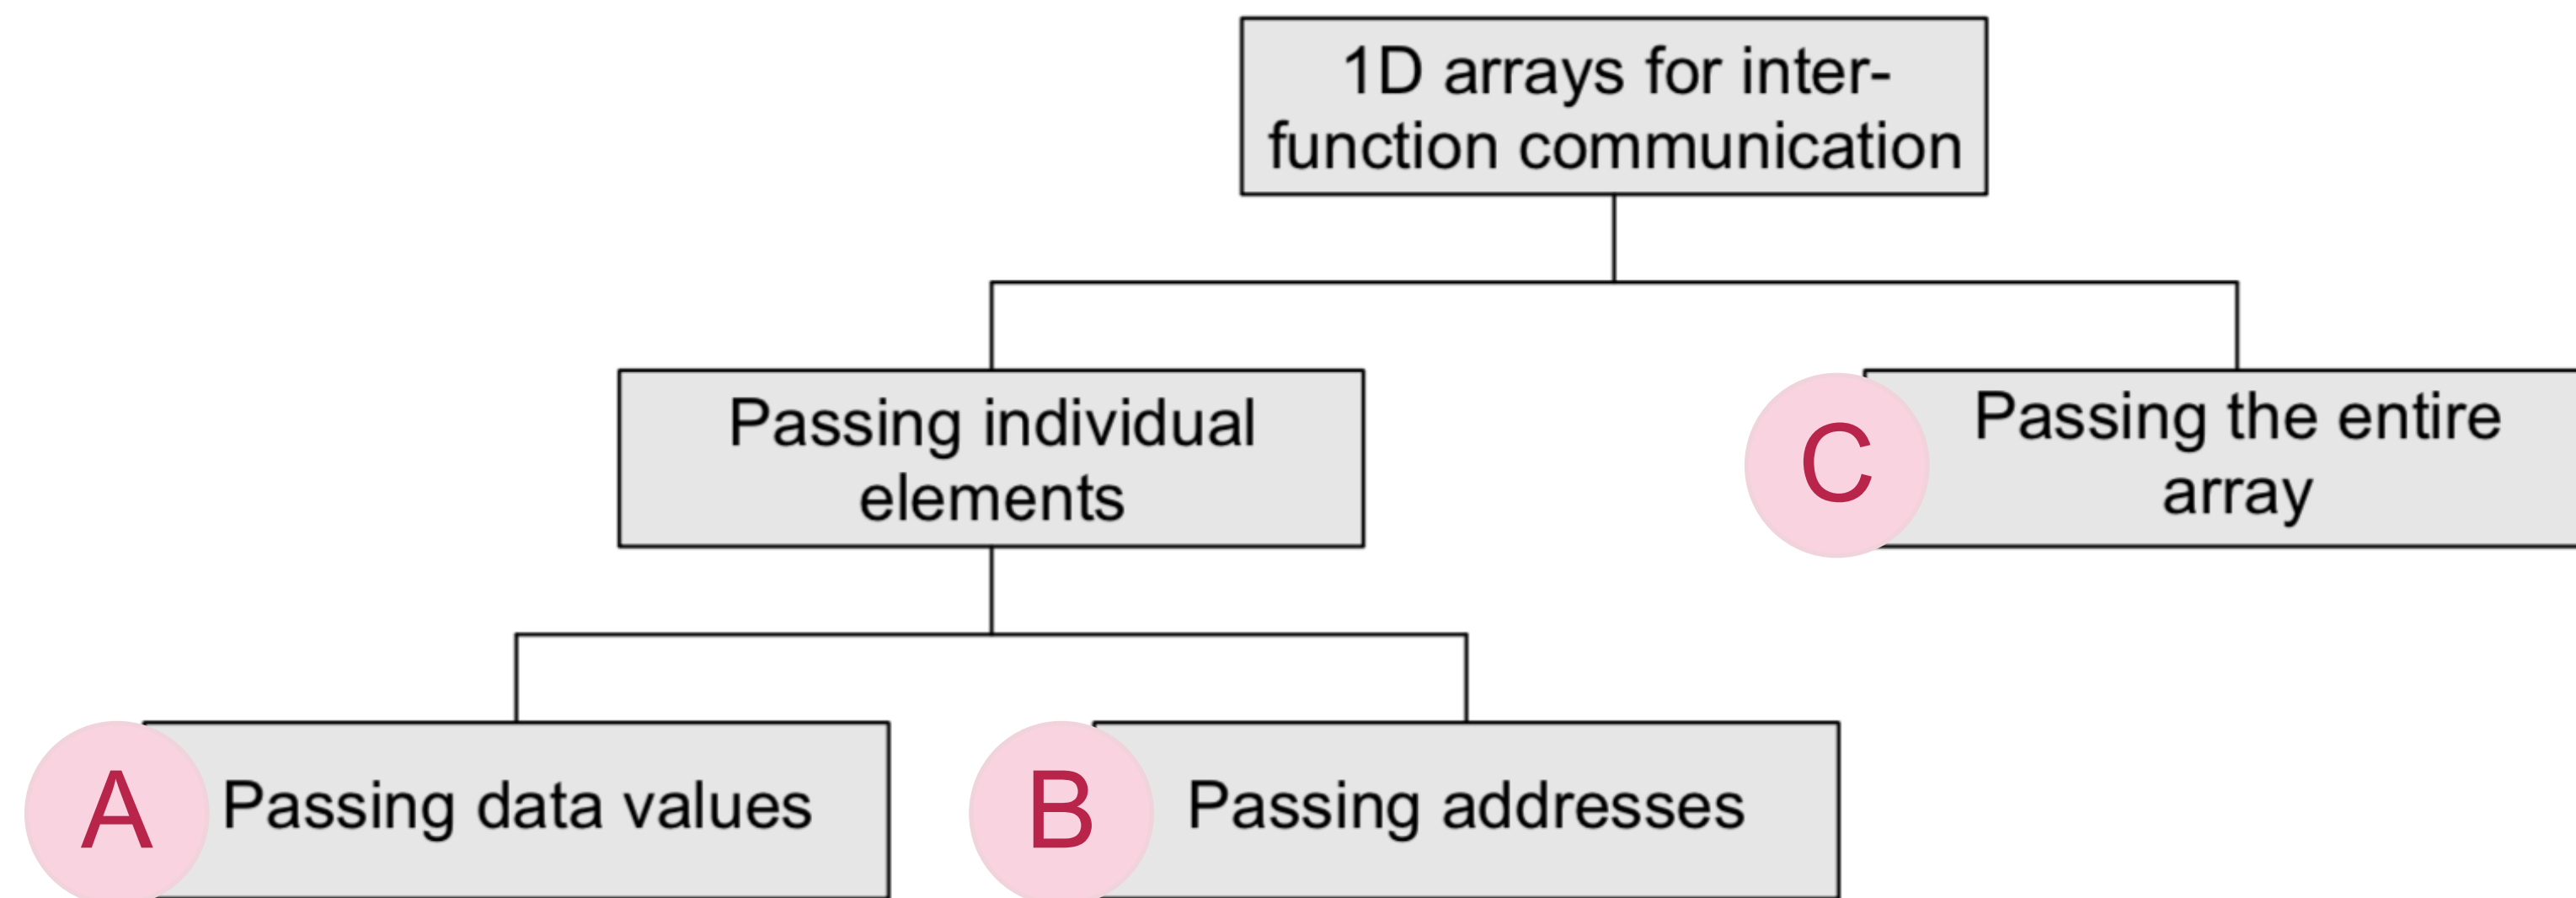 1D arrays for inter-
function communication
Passing individual
elements
C
Passing the entire
array
A
Passing data values
B
Passing addresses